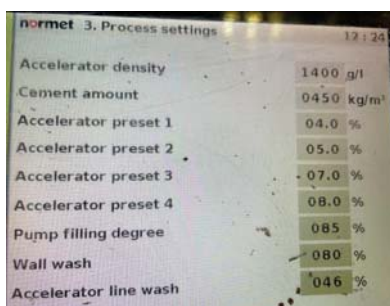 normet 3. Process settings 12:24
Accelerator density 1400 g/l
Cement amount 0450 kg/m³
Accelerator preset 1 04.0 %
Accelerator preset 2 05.0 %
Accelerator preset 3 07.0 %
Accelerator preset 4 08.0 %
Pump filling degree 085 %
Wall wash 080 %
Accelerator line wash 046 %